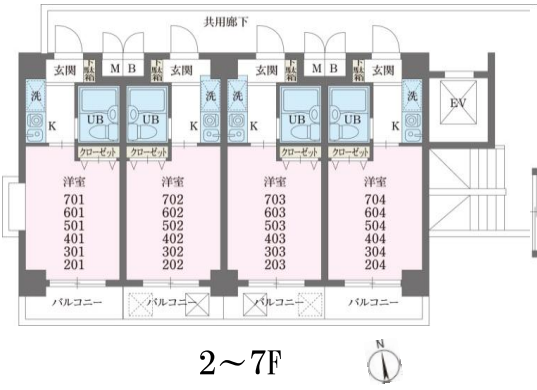 共用廊下
玄関 下駄箱 M B 下駄箱 玄関 玄関 下駄箱 M B 下駄箱 玄関
洗 洗 洗 洗 EV
K UB UB K K UB UB K
クローゼット クローゼット クローゼット クローゼット
洋室 洋室 洋室 洋室
701 702 703 704
601 602 603 604
501 502 503 504
401 402 403 404
301 302 303 304
201 202 203 204
バルコニー バルコニー バルコニー バルコニー
2～7F
N